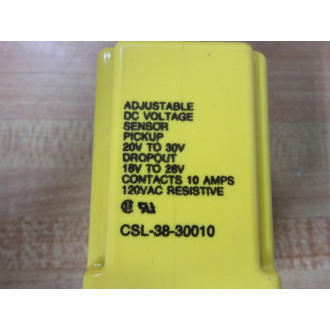 ADJUSTABLE
DC VOLTAGE
SENSOR
PICKUP
20V TO 30V
DROPOUT
18V TO 28V
CONTACTS 10 AMPS
120VAC RESISTIVE
CSL-38-30010